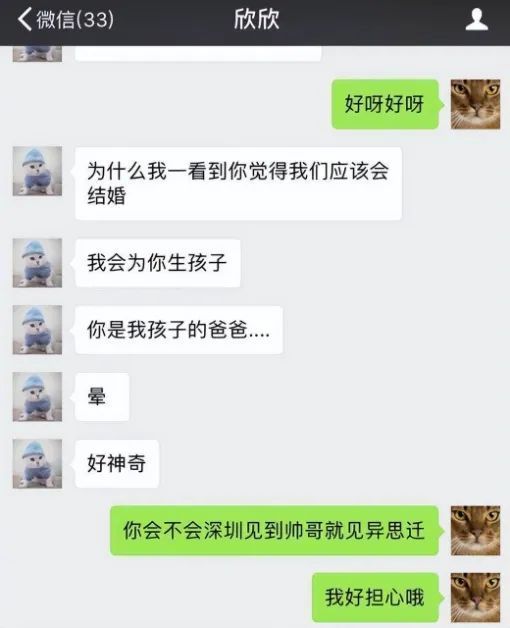 微信(33)
欣欣
好呀好呀
为什么我一看到你觉得我们应该会
结婚
我会为你生孩子
你是我孩子的爸爸....
晕
好神奇
你会不会深圳见到帅哥就见异思迁
我好担心哦